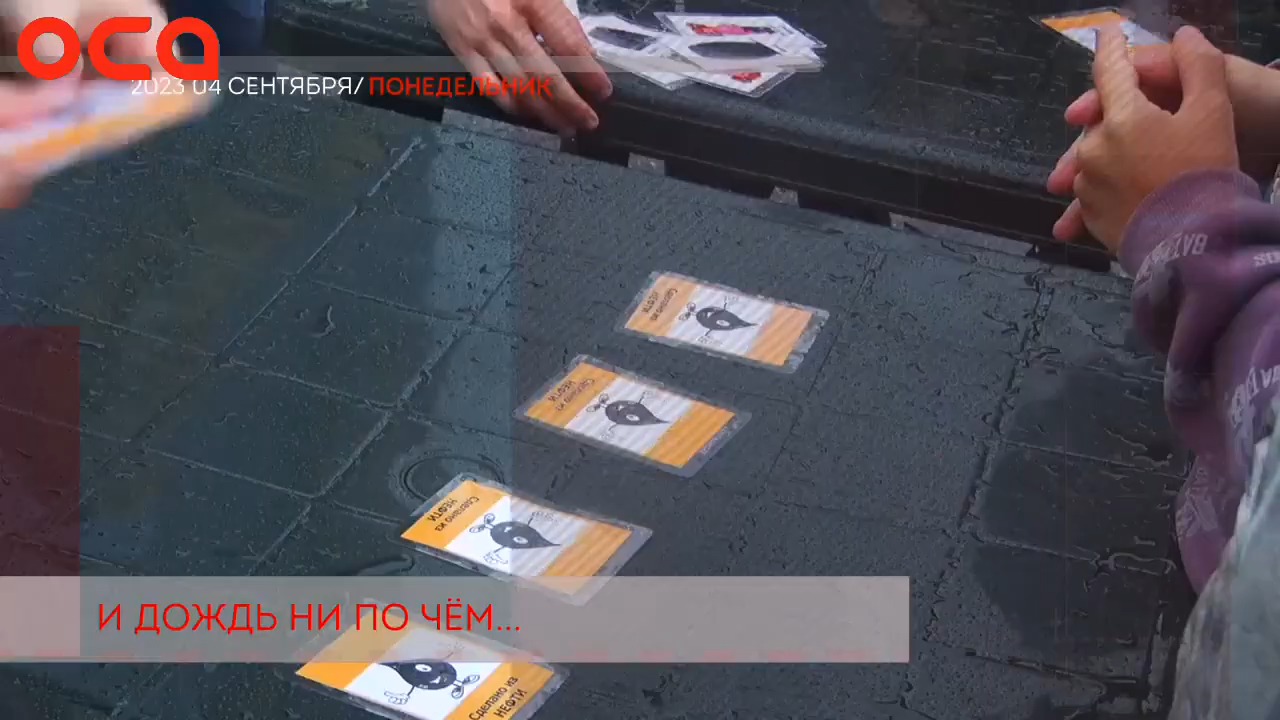 оса
2023 04 СЕНТЯБРЯ/ ПОНЕДЕЛЬНИК
Сделано из
НЕФТИ
Сделано из
НЕФТИ
Сделано из
НЕФТИ
И ДОЖДЬ НИ ПО ЧЁМ...
Сделано из
НЕФТИ